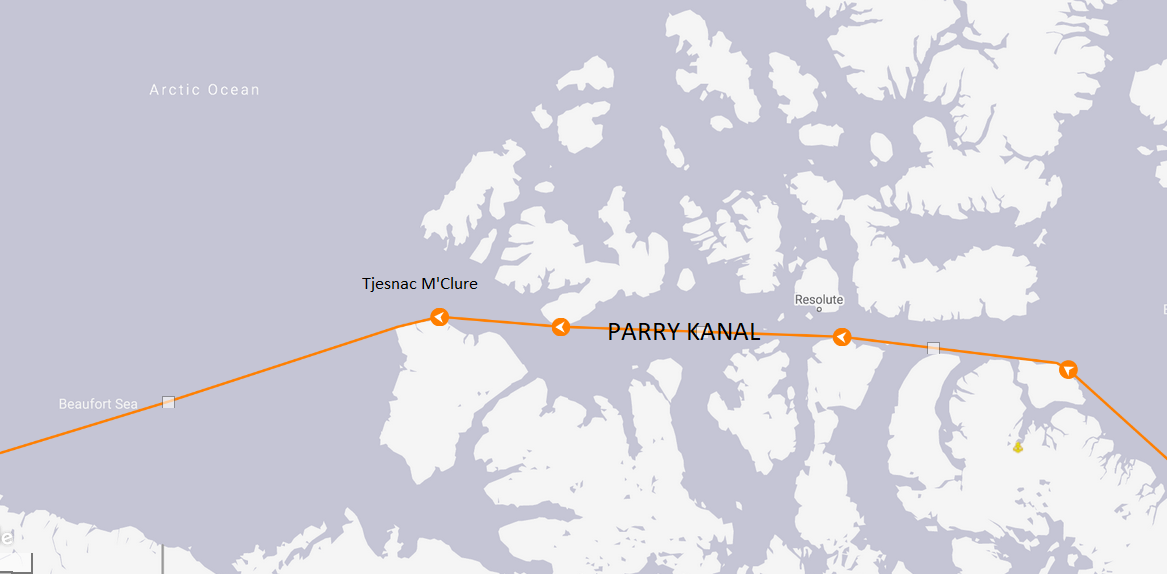 Arctic Ocean
Tjesnac M'Clure
Resolute
PARRY KANAL
Beaufort Sea
e